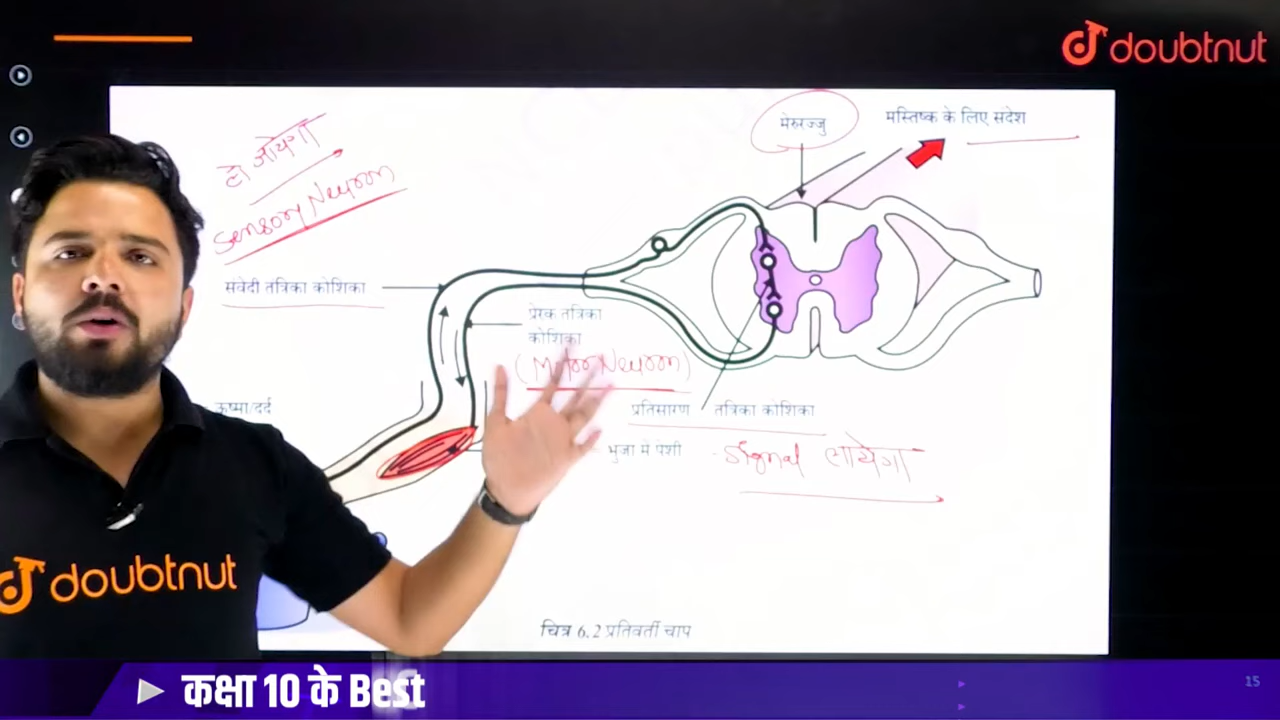 doubtnut
मेरुरज्जु
मस्तिष्क के लिए संदेश
Sensory Neuron
संवेदी तंत्रिका कोशिका
प्रेरक तंत्रिका
कोशिका
(Motor Neuron)
ऊष्मा/दर्द
प्रतिसारण तंत्रिका कोशिका
भुजा में पेशी
Signal लायेगा
doubtnut
चित्र 6.2 प्रतिवर्ती चाप
कक्षा 10 के Best
15